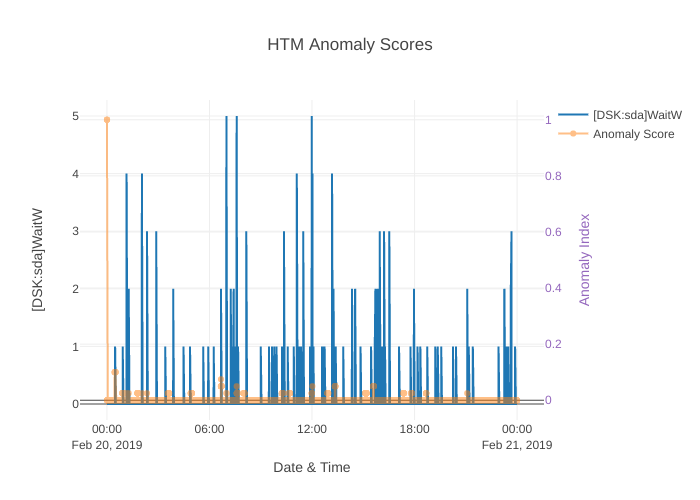 HTM Anomaly Scores
[DSK:sda]WaitW
Anomaly Score
5
4
3
2
1
0
[DSK:sda]WaitW
1
0.8
0.6
0.4
0.2
0
Anomaly Index
00:00
Feb 20, 2019
06:00
12:00
18:00
00:00
Feb 21, 2019
Date & Time